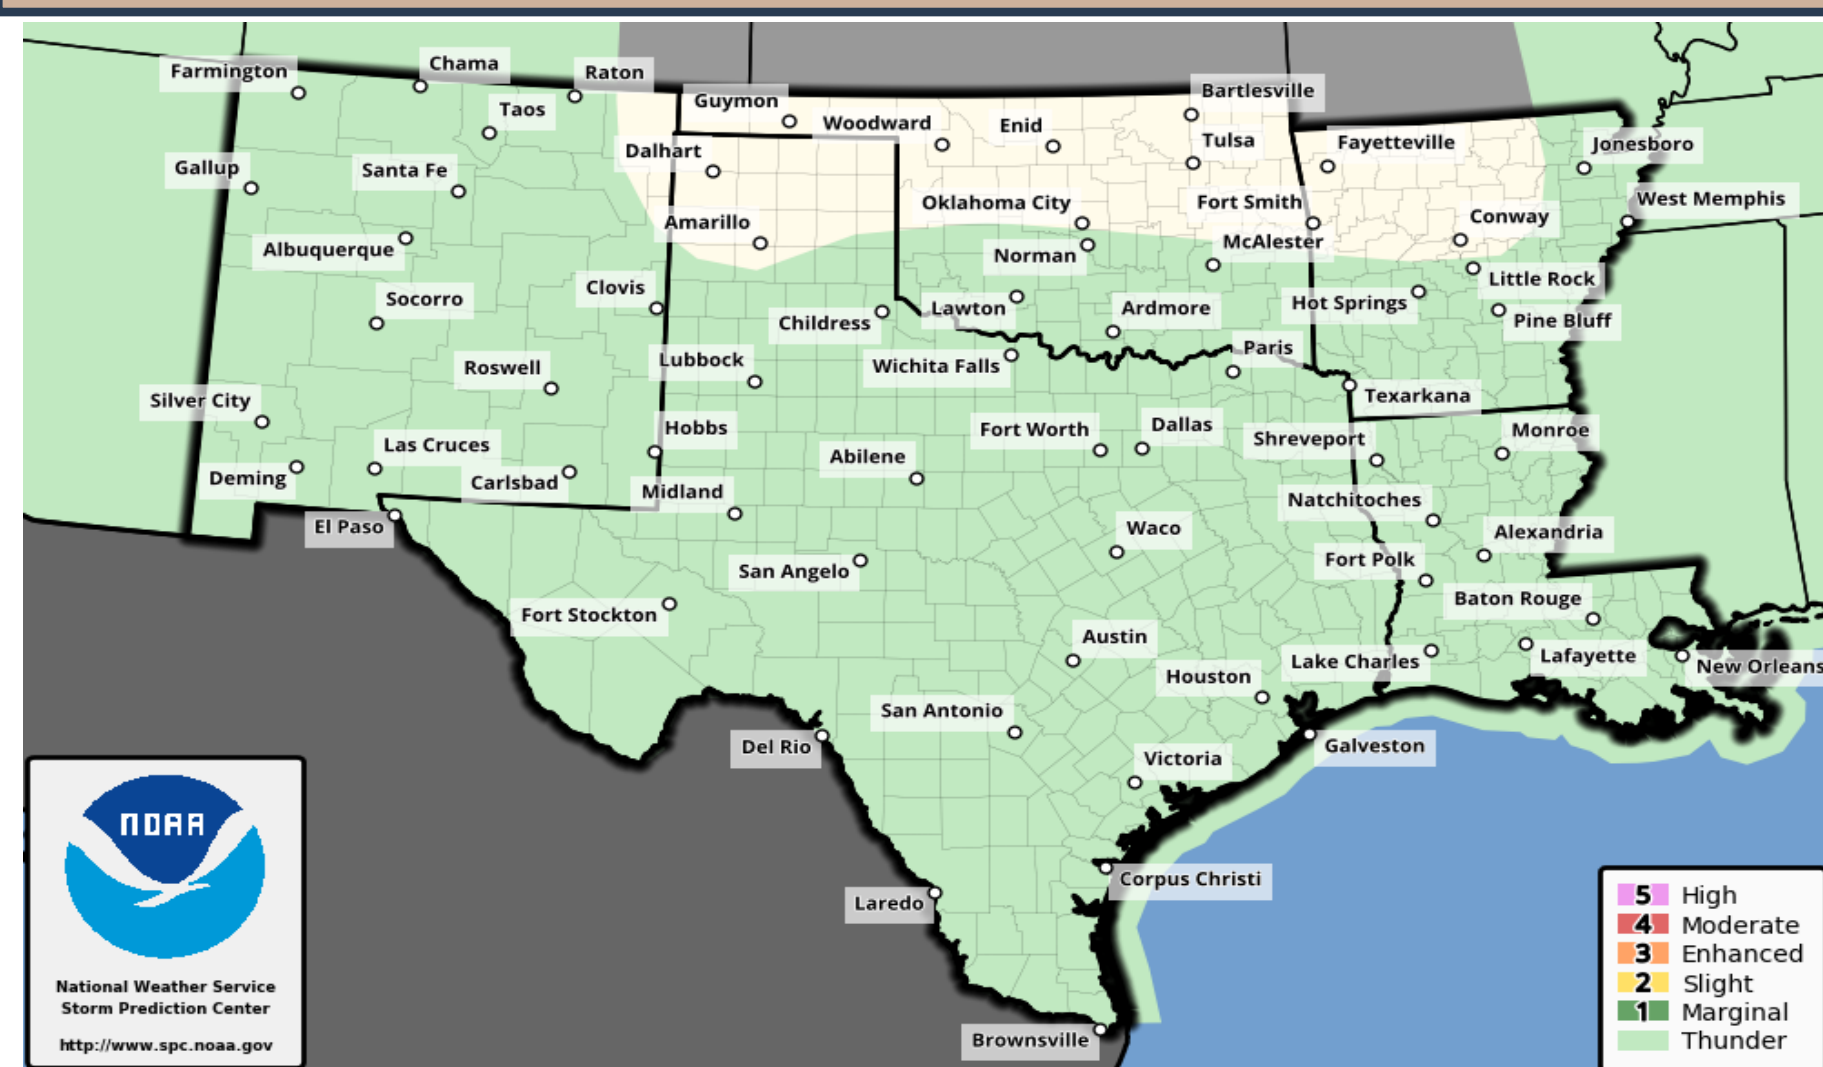 Farmington
Chama
Raton
Taos
Guymon
Woodward
Enid
Bartlesville
Tulsa
Fayetteville
Jonesboro
Dalhart
Gallup
Santa Fe
West Memphis
Oklahoma City
Fort Smith
Conway
Amarillo
Albuquerque
Norman
McAlester
Little Rock
Clovis
Socorro
Childress
Lawton
Ardmore
Hot Springs
Pine Bluff
Roswell
Lubbock
Wichita Falls
Paris
Silver City
Texarkana
Hobbs
Fort Worth
Dallas
Shreveport
Monroe
Las Cruces
Abilene
Deming
Carlsbad
Midland
Natchitoches
El Paso
Waco
Alexandria
San Angelo
Fort Polk
Fort Stockton
Baton Rouge
Austin
Lake Charles
Lafayette
New Orleans
Houston
San Antonio
Del Rio
Galveston
Victoria
Corpus Christi
Laredo
Brownsville
NOAA
National Weather Service
Storm Prediction Center
http://www.spc.noaa.gov
5 High
4 Moderate
3 Enhanced
2 Slight
1 Marginal
Thunder